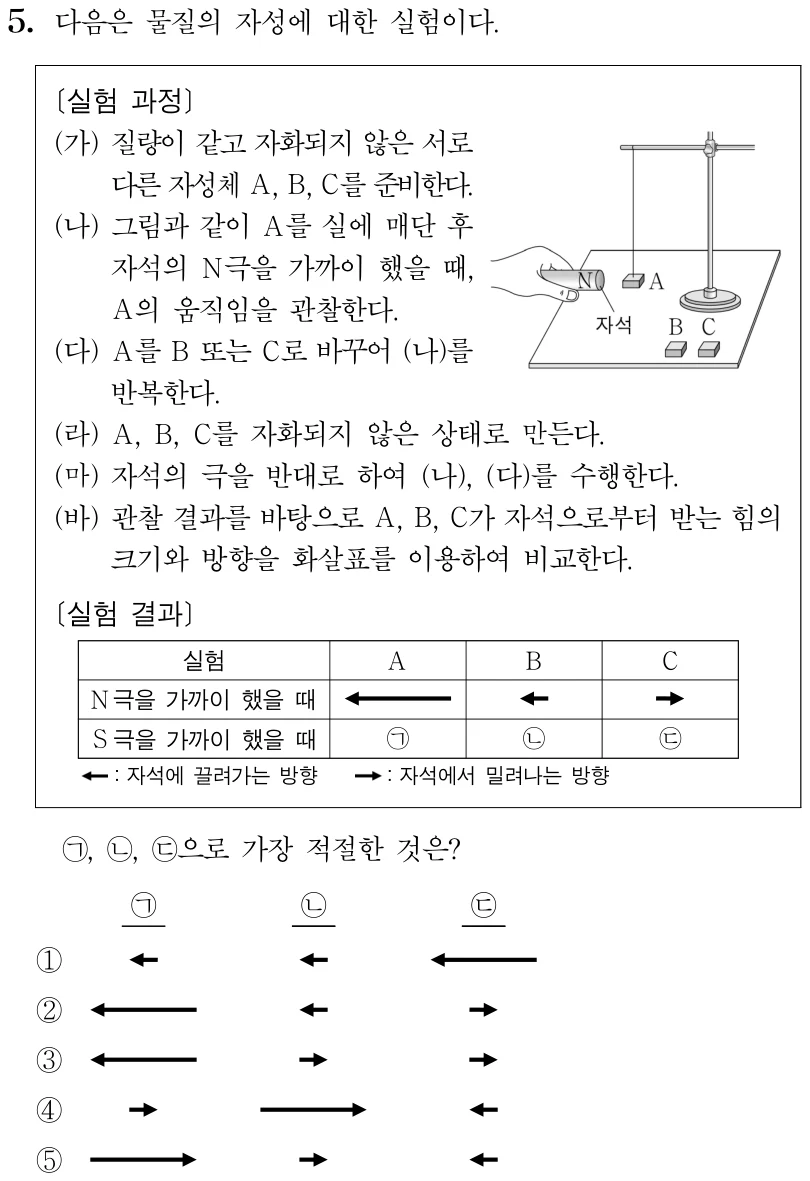 5. 다음은 물질의 자성에 대한 실험이다.
〔실험 과정〕
(가) 질량이 같고 자화되지 않은 서로
다른 자성체 A, B, C를 준비한다.
(나) 그림과 같이 A를 실에 매단 후
자석의 N극을 가까이 했을 때,
A의 움직임을 관찰한다.
(다) A를 B 또는 C로 바꾸어 (나)를
반복한다.
N A
자석 B C
(라) A, B, C를 자화되지 않은 상태로 만든다.
(마) 자석의 극을 반대로 하여 (나), (다)를 수행한다.
(바) 관찰 결과를 바탕으로 A, B, C가 자석으로부터 받는 힘의
크기와 방향을 화살표를 이용하여 비교한다.
〔실험 결과〕
실험 A B C
N극을 가까이 했을 때 ← ← →
S극을 가까이 했을 때 ㉠ ㉡ ㉢
← : 자석에 끌려가는 방향 → : 자석에서 밀려나는 방향
㉠, ㉡, ㉢으로 가장 적절한 것은?
㉠ ㉡ ㉢
① ← ← ←
② ← ← →
③ ← → →
④ → → ←
⑤ → → ←